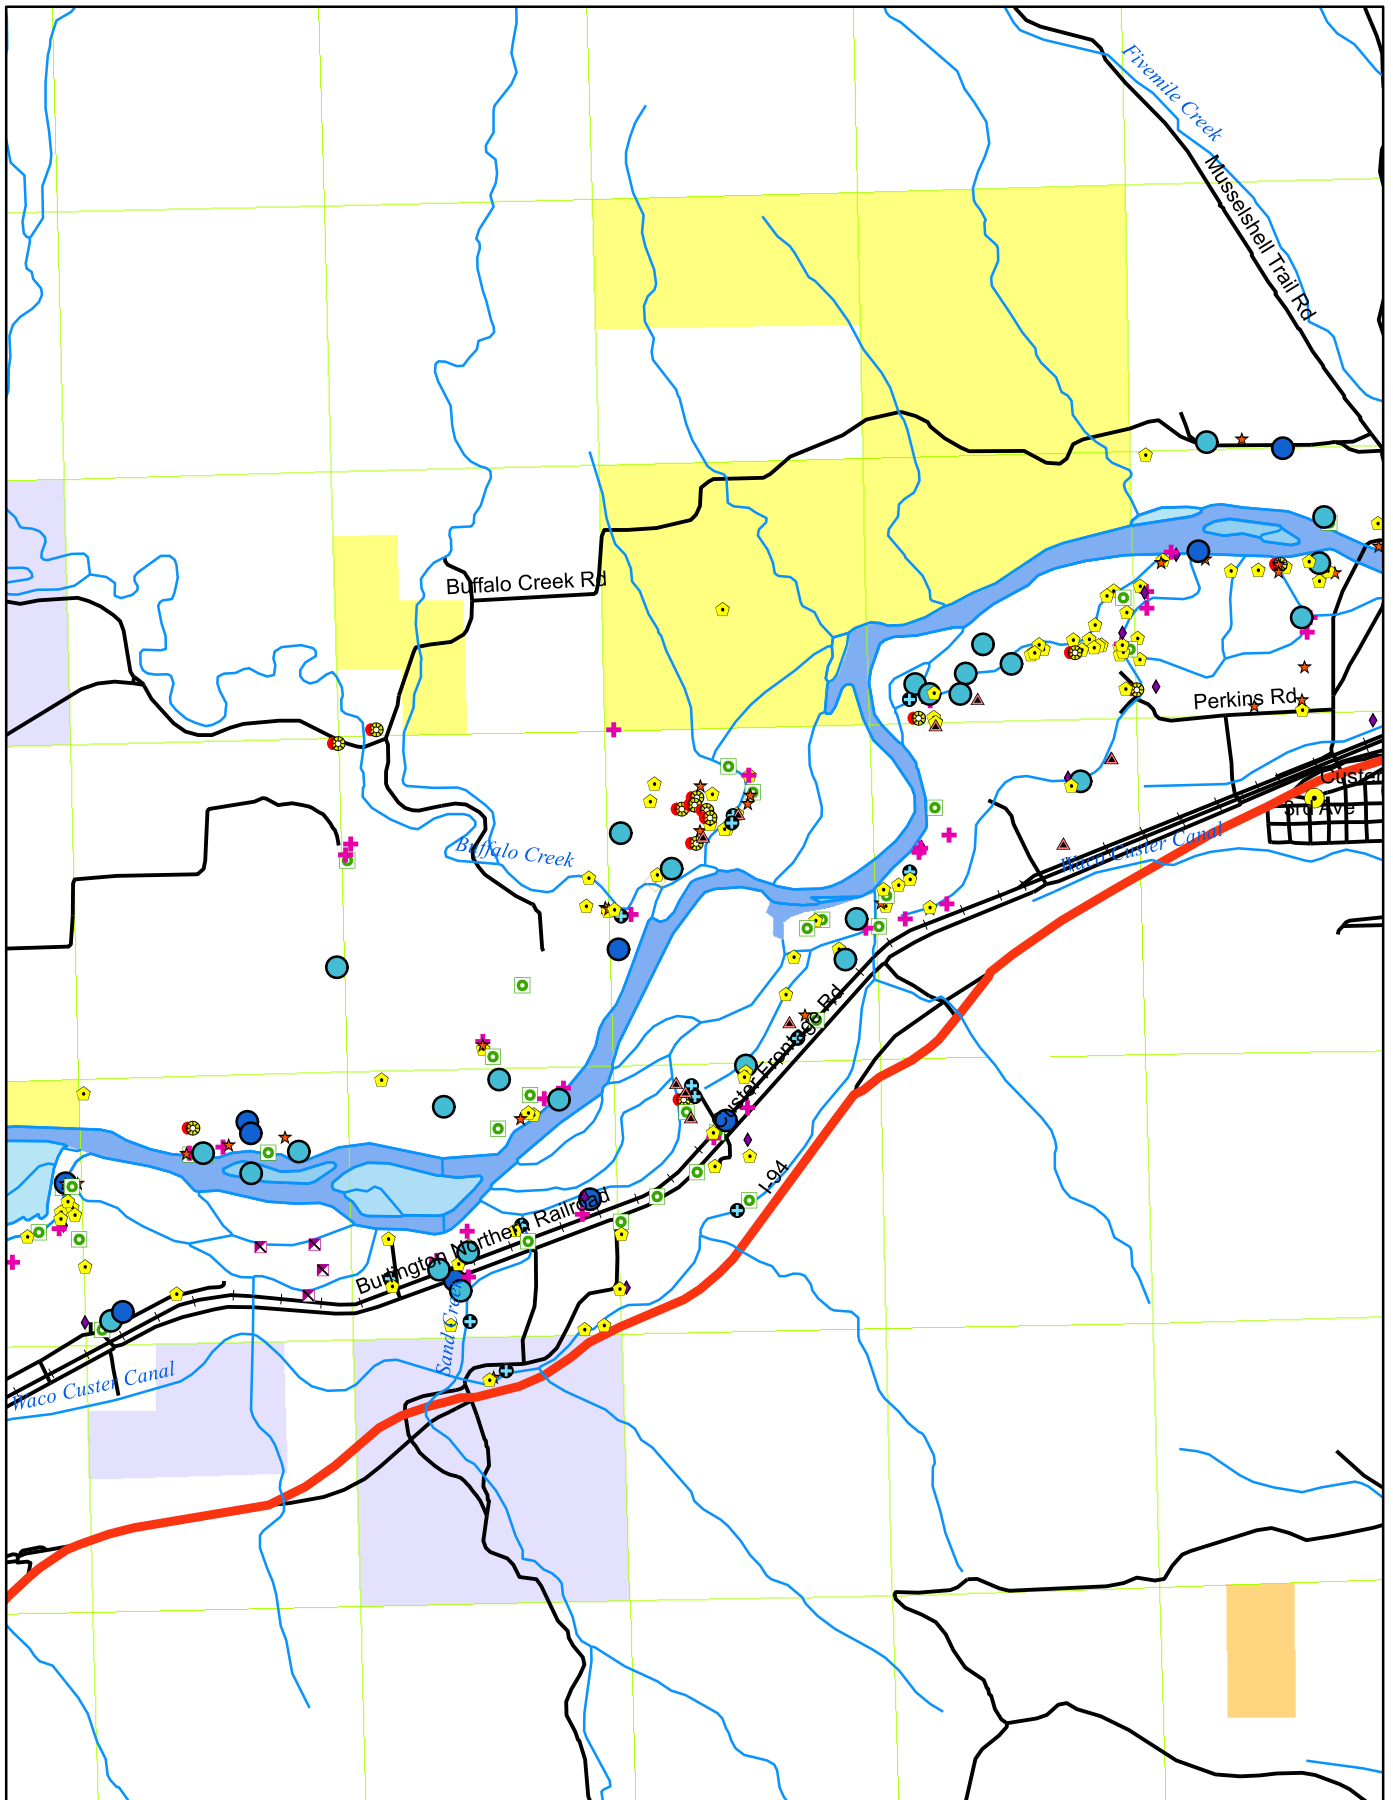 Fivemile Creek
Musselshell Trail Rd
Buffalo Creek Rd
Perkins Rd
Custer
3rd Ave
Waco Custer Canal
Buffalo Creek
Custer Frontage Rd
I-94
Burlington Northern Railroad
Sand Creek
Waco Custer Canal